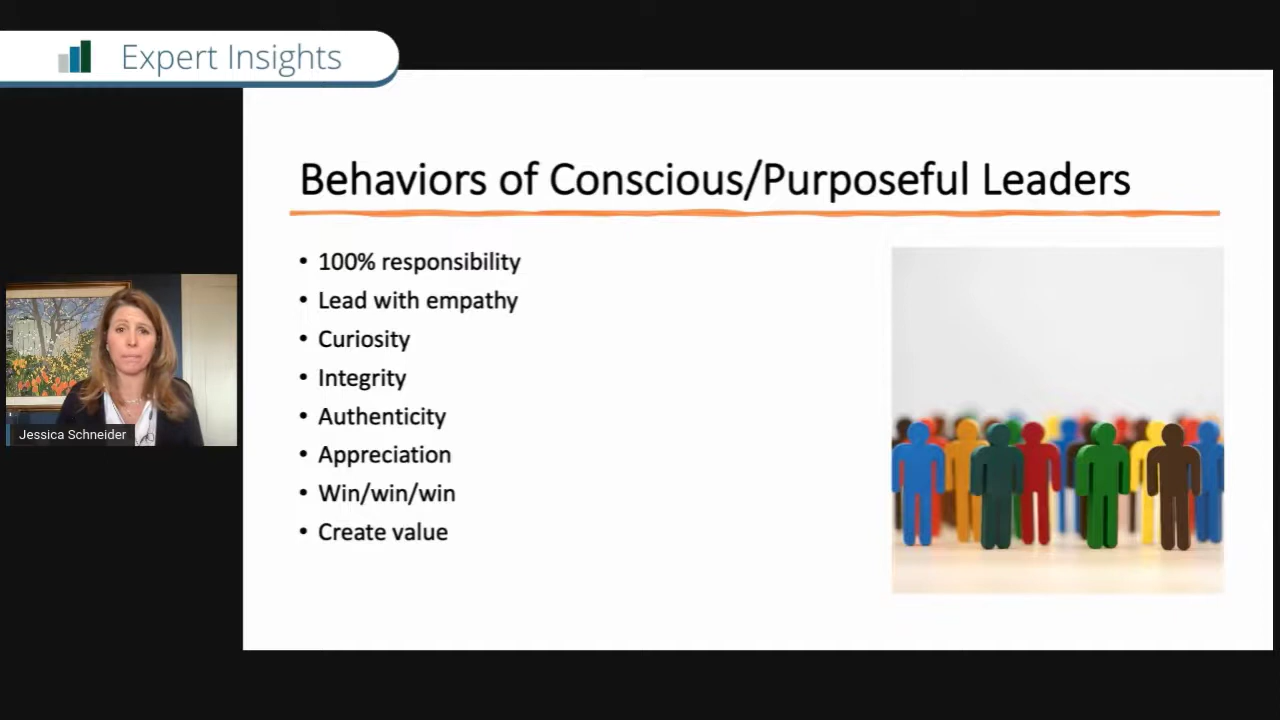 Expert Insights
Behaviors of Conscious/Purposeful Leaders
• 100% responsibility
• Lead with empathy
• Curiosity
• Integrity
• Authenticity
• Appreciation
• Win/win/win
• Create value
Jessica Schneider